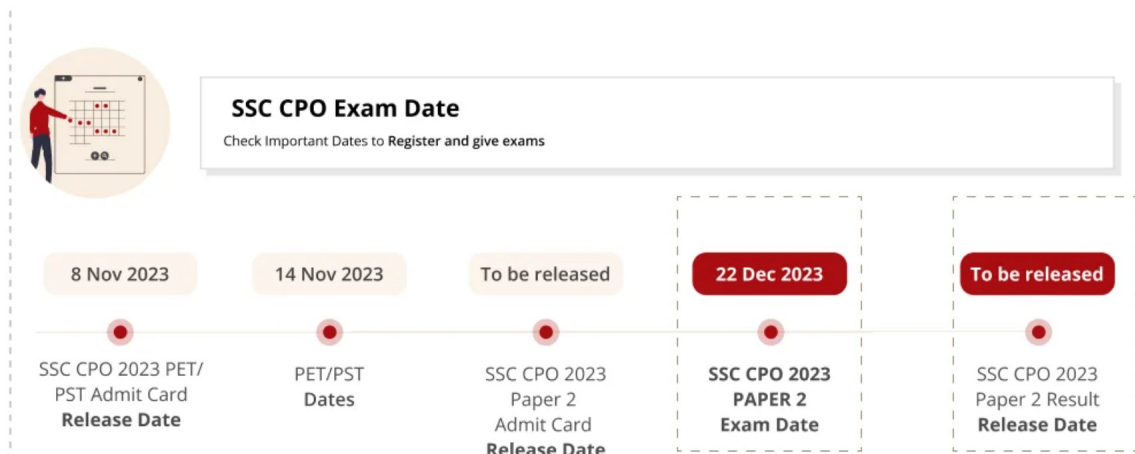 SSC CPO Exam Date
Check Important Dates to Register and give exams
8 Nov 2023
14 Nov 2023
To be released
22 Dec 2023
To be released
SSC CPO 2023 PET/
PST Admit Card
Release Date
PET/PST
Dates
SSC CPO 2023
Paper 2
Admit Card
Release Date
SSC CPO 2023
PAPER 2
Exam Date
SSC CPO 2023
Paper 2 Result
Release Date